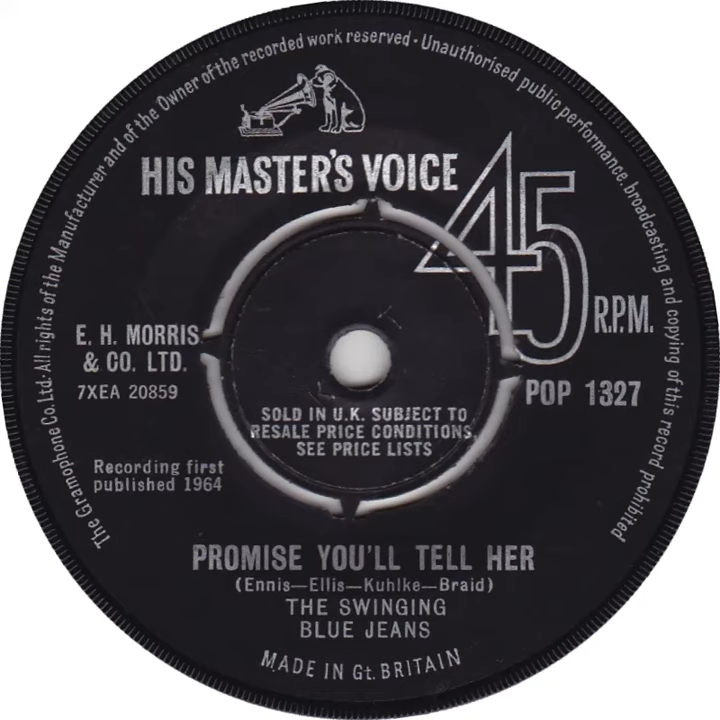 The Gramophone Co. Ltd · All rights of the Manufacturer and of the Owner of the recorded work reserved · Unauthorised public performance, broadcasting and copying of this record prohibited
HIS MASTER'S VOICE
45
R.P.M.
E. H. MORRIS
& CO. LTD.
7XEA 20859
POP 1327
SOLD IN U.K. SUBJECT TO
RESALE PRICE CONDITIONS,
SEE PRICE LISTS
Recording first
published 1964
PROMISE YOU'LL TELL HER
(Ennis—Ellis—Kuhlke—Braid)
THE SWINGING
BLUE JEANS
MADE IN Gt. BRITAIN